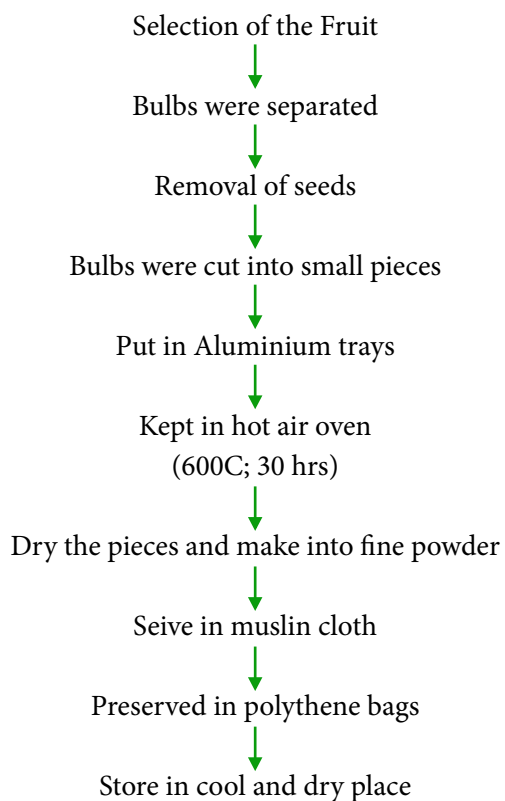 Selection of the Fruit
Bulbs were separated
Removal of seeds
Bulbs were cut into small pieces
Put in Aluminium trays
Kept in hot air oven
(600C; 30 hrs)
Dry the pieces and make into fine powder
Seive in muslin cloth
Preserved in polythene bags
Store in cool and dry place